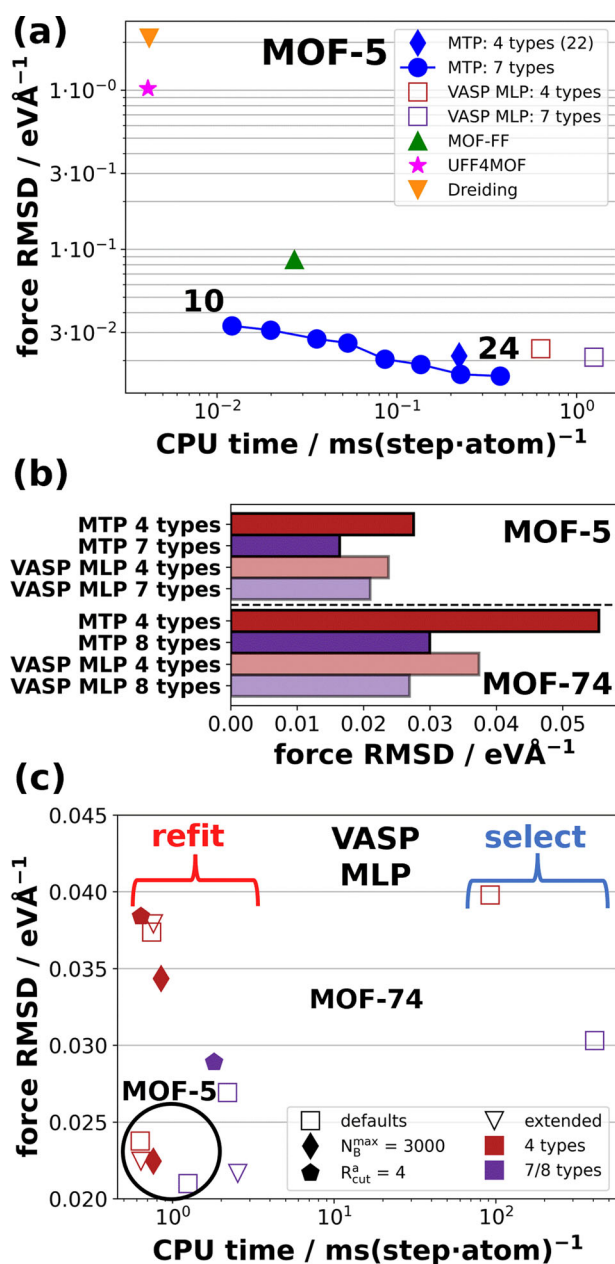 (a)
MOF-5
MTP: 4 types (22)
MTP: 7 types
VASP MLP: 4 types
VASP MLP: 7 types
MOF-FF
UFF4MOF
Dreiding
force RMSD / eVÅ⁻¹
1·10⁻⁰
3·10⁻¹
1·10⁻¹
3·10⁻²
10
24
10⁻² 10⁻¹ 10⁰
CPU time / ms(step·atom)⁻¹
(b)
MTP 4 types
MTP 7 types
VASP MLP 4 types
VASP MLP 7 types
MOF-5
MTP 4 types
MTP 8 types
VASP MLP 4 types
VASP MLP 8 types
MOF-74
0.00 0.01 0.02 0.03 0.04 0.05
force RMSD / eVÅ⁻¹
(c)
force RMSD / eVÅ⁻¹
0.045
0.040
0.035
0.030
0.025
0.020
refit
VASP
MLP
select
MOF-74
MOF-5
defaults
N_B^max = 3000
R_cut^a = 4
extended
4 types
7/8 types
10⁰ 10¹ 10²
CPU time / ms(step·atom)⁻¹